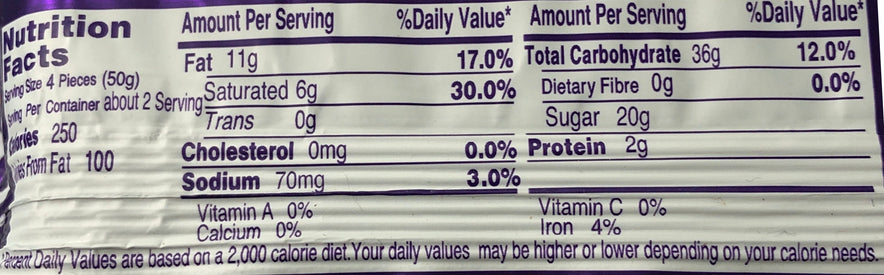 Nutrition Facts
Serving Size 4 Pieces (50g)
Serving Per Container about 2 Serving
Calories 250
Calories From Fat 100
Amount Per Serving %Daily Value*
Fat 11g 17.0%
Saturated 6g 30.0%
Trans 0g
Cholesterol 0mg 0.0%
Sodium 70mg 3.0%
Amount Per Serving %Daily Value*
Total Carbohydrate 36g 12.0%
Dietary Fibre 0g 0.0%
Sugar 20g
Protein 2g
Vitamin A 0% Vitamin C 0%
Calcium 0% Iron 4%
*Percent Daily Values are based on a 2,000 calorie diet.Your daily values may be higher or lower depending on your calorie needs.